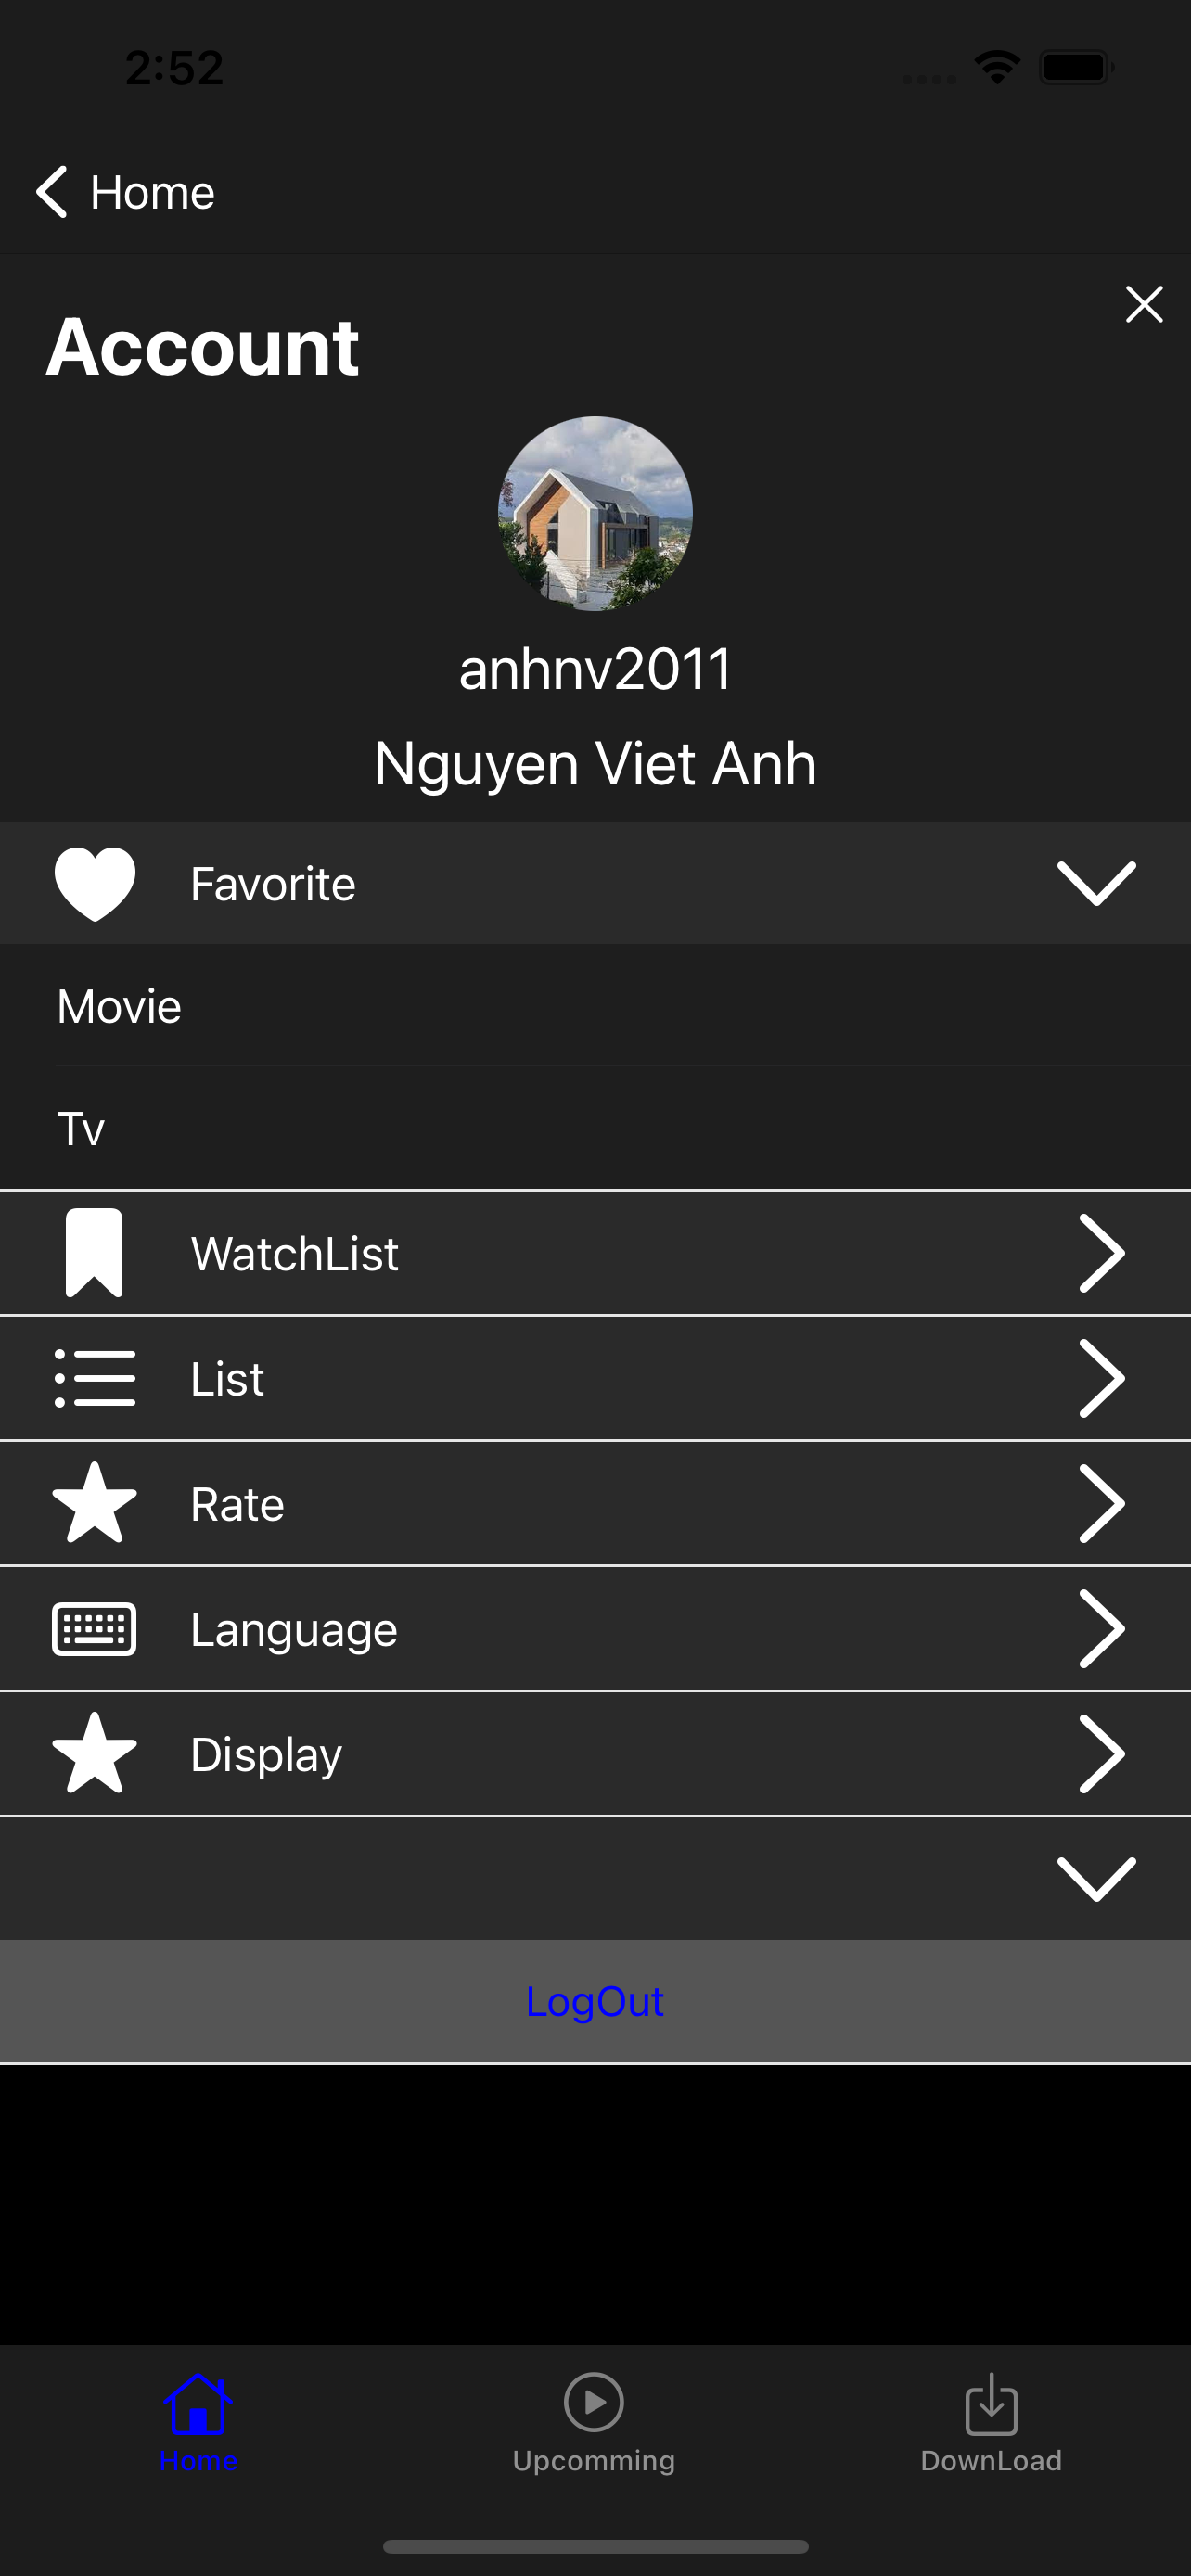 2:52
Home
Account
anhnv2011
Nguyen Viet Anh
Favorite
Movie
Tv
WatchList
List
Rate
Language
Display
LogOut
Home
Upcomming
DownLoad